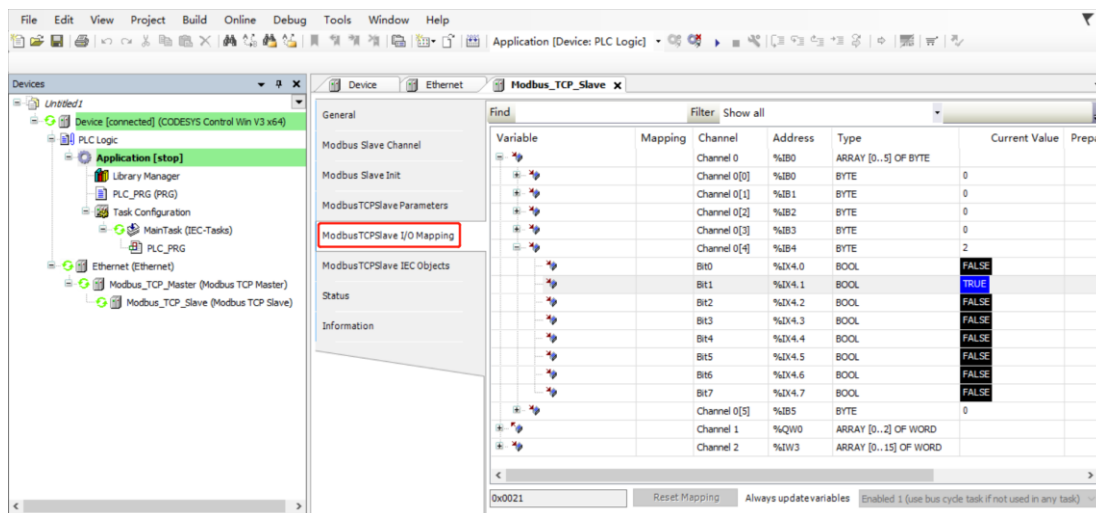 File Edit View Project Build Online Debug Tools Window Help
Application [Device: PLC Logic]
Devices
Device Ethernet Modbus_TCP_Slave
Untitled1
Device [connected] (CODESYS Control Win V3 x64)
PLC Logic
Application [stop]
Library Manager
PLC_PRG (PRG)
Task Configuration
MainTask (IEC-Tasks)
PLC_PRG
Ethernet (Ethernet)
Modbus_TCP_Master (Modbus TCP Master)
Modbus_TCP_Slave (Modbus TCP Slave)
General
Modbus Slave Channel
Modbus Slave Init
ModbusTCPSlave Parameters
ModbusTCPSlave I/O Mapping
ModbusTCPSlave IEC Objects
Status
Information
Find Filter Show all
Variable Mapping Channel Address Type Current Value Prepa
Channel 0 %IB0 ARRAY [0..5] OF BYTE
Channel 0[0] %IB0 BYTE 0
Channel 0[1] %IB1 BYTE 0
Channel 0[2] %IB2 BYTE 0
Channel 0[3] %IB3 BYTE 0
Channel 0[4] %IB4 BYTE 2
Bit0 %IX4.0 BOOL FALSE
Bit1 %IX4.1 BOOL TRUE
Bit2 %IX4.2 BOOL FALSE
Bit3 %IX4.3 BOOL FALSE
Bit4 %IX4.4 BOOL FALSE
Bit5 %IX4.5 BOOL FALSE
Bit6 %IX4.6 BOOL FALSE
Bit7 %IX4.7 BOOL FALSE
Channel 0[5] %IB5 BYTE 0
Channel 1 %QW0 ARRAY [0..2] OF WORD
Channel 2 %IW3 ARRAY [0..15] OF WORD
0x0021 Reset Mapping Always update variables Enabled 1 (use bus cycle task if not used in any task)